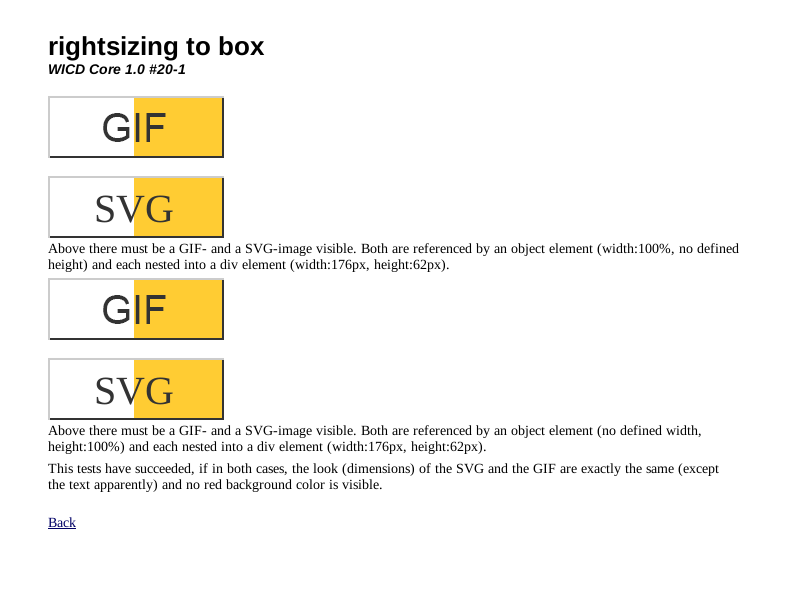 rightsizing to box
WICD Core 1.0 #20-1
GIF
SVG
Above there must be a GIF- and a SVG-image visible. Both are referenced by an object element (width:100%, no defined
height) and each nested into a div element (width:176px, height:62px).
GIF
SVG
Above there must be a GIF- and a SVG-image visible. Both are referenced by an object element (no defined width,
height:100%) and each nested into a div element (width:176px, height:62px).
This tests have succeeded, if in both cases, the look (dimensions) of the SVG and the GIF are exactly the same (except
the text apparently) and no red background color is visible.
Back